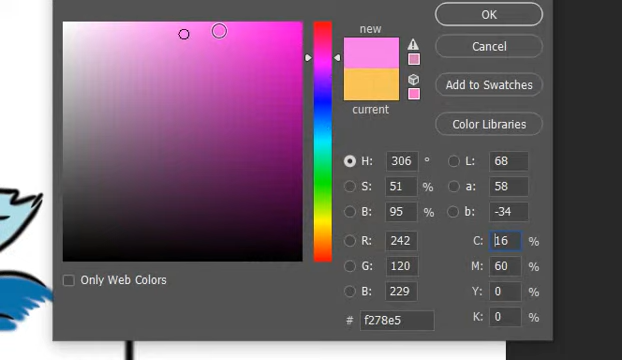 new
OK
Cancel
Add to Swatches
current
Color Libraries
H: 306 °
L: 68
S: 51 %
a: 58
B: 95 %
b: -34
R: 242
C: 16 %
G: 120
M: 60 %
Only Web Colors
B: 229
Y: 0 %
# f278e5
K: 0 %